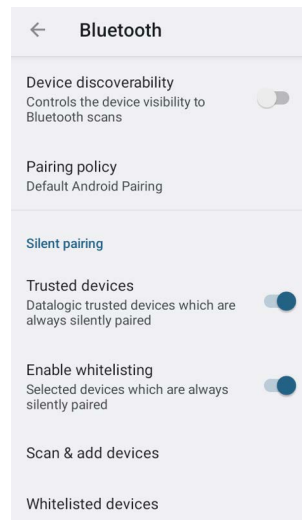 Bluetooth
Device discoverability
Controls the device visibility to
Bluetooth scans
Pairing policy
Default Android Pairing
Silent pairing
Trusted devices
Datalogic trusted devices which are
always silently paired
Enable whitelisting
Selected devices which are always
silently paired
Scan & add devices
Whitelisted devices